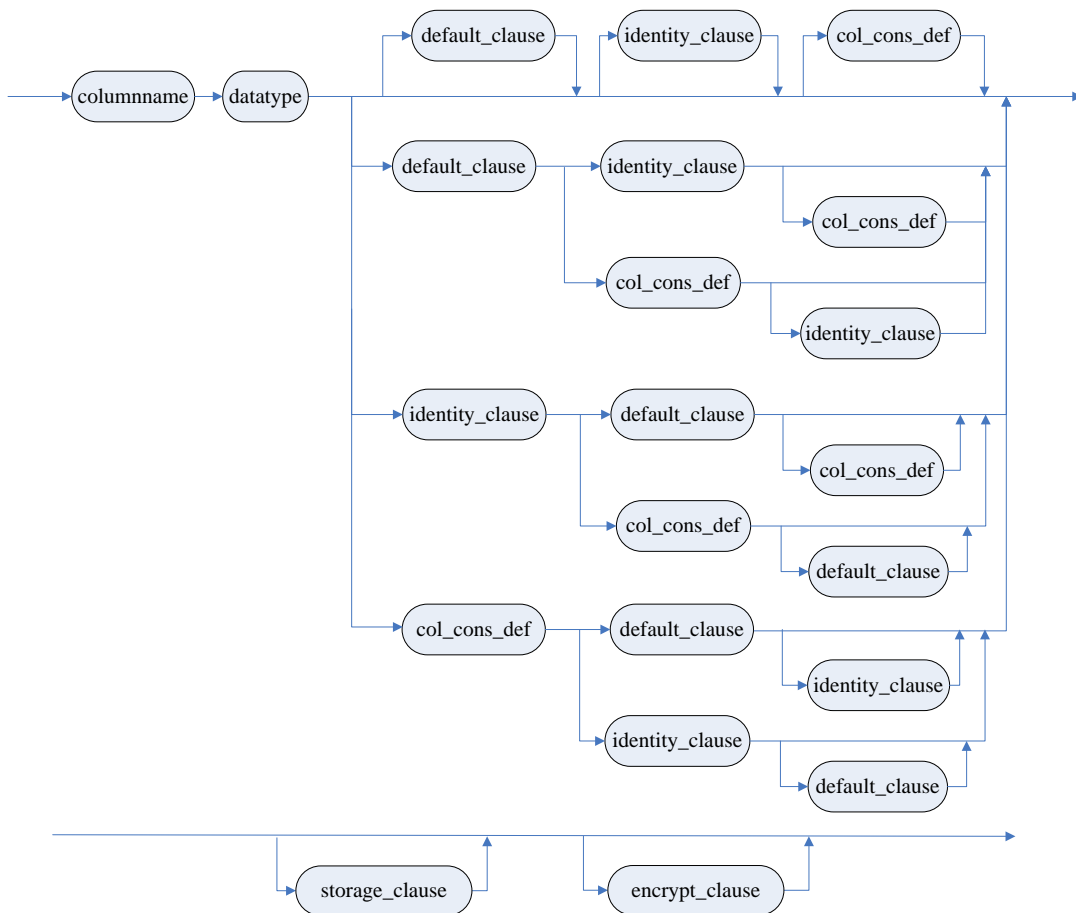 default_clause
identity_clause
col_cons_def
columnname
datatype
default_clause
identity_clause
col_cons_def
col_cons_def
identity_clause
identity_clause
default_clause
col_cons_def
col_cons_def
default_clause
col_cons_def
default_clause
identity_clause
identity_clause
default_clause
storage_clause
encrypt_clause